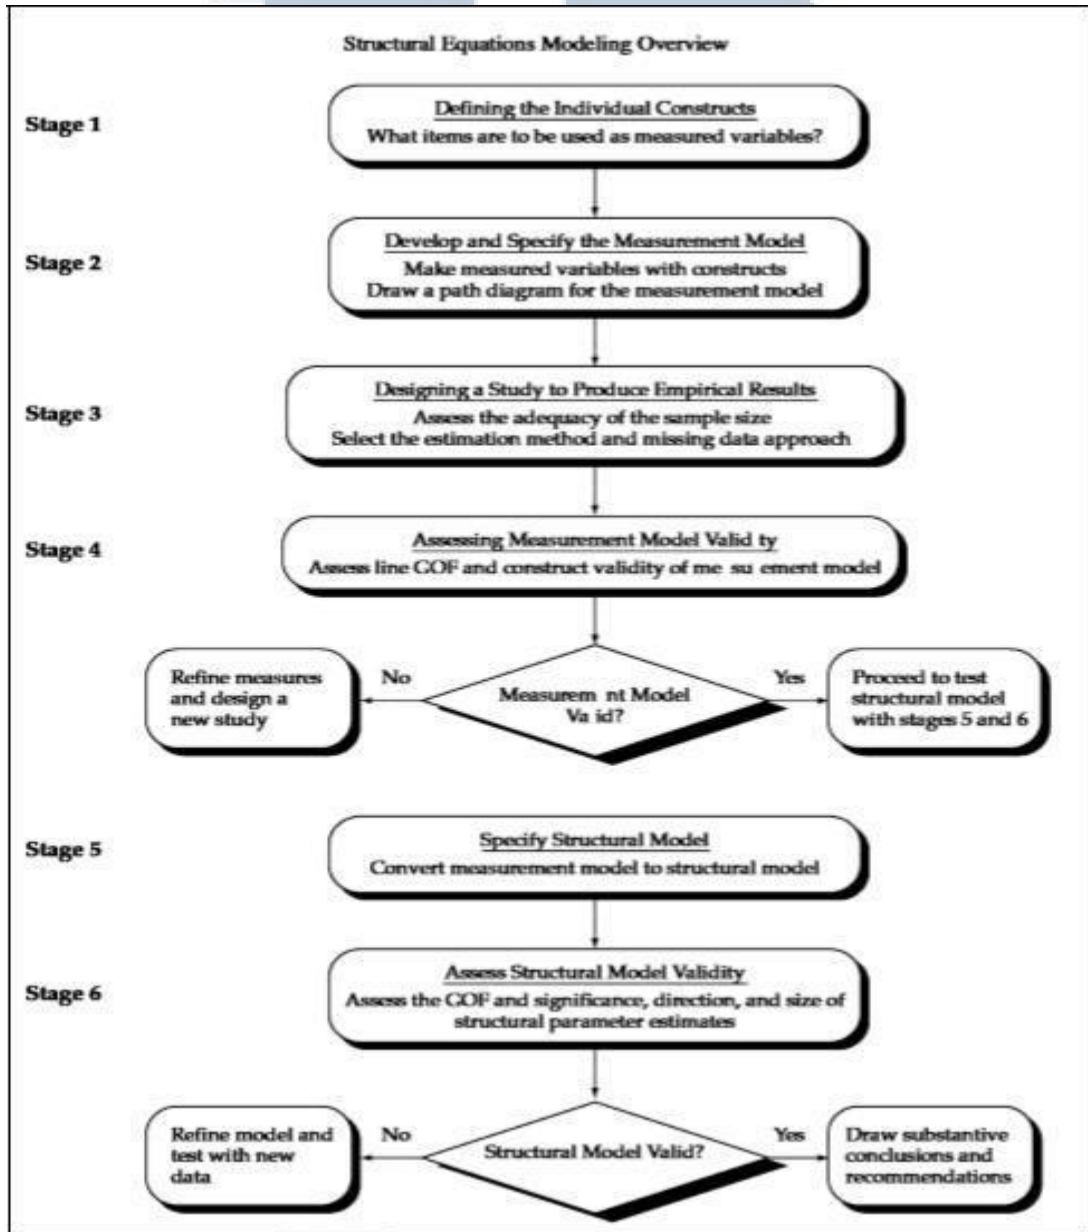 Structural Equations Modeling Overview
Stage 1
Defining the Individual Constructs
What items are to be used as measured variables?
Stage 2
Develop and Specify the Measurement Model
Make measured variables with constructs
Draw a path diagram for the measurement model
Stage 3
Designing a Study to Produce Empirical Results
Assess the adequacy of the sample size
Select the estimation method and missing data approach
Stage 4
Assessing Measurement Model Valid ty
Assess line GOF and construct validity of me su ement model
Refine measures
and design a
new study
No
Measurem nt Model
Va id?
Yes
Proceed to test
structural model
with stages 5 and 6
Stage 5
Specify Structural Model
Convert measurement model to structural model
Stage 6
Assess Structural Model Validity
Assess the GOF and significance, direction, and size of
structural parameter estimates
Refine model and
test with new
data
No
Structural Model Valid?
Yes
Draw substantive
conclusions and
recommendations